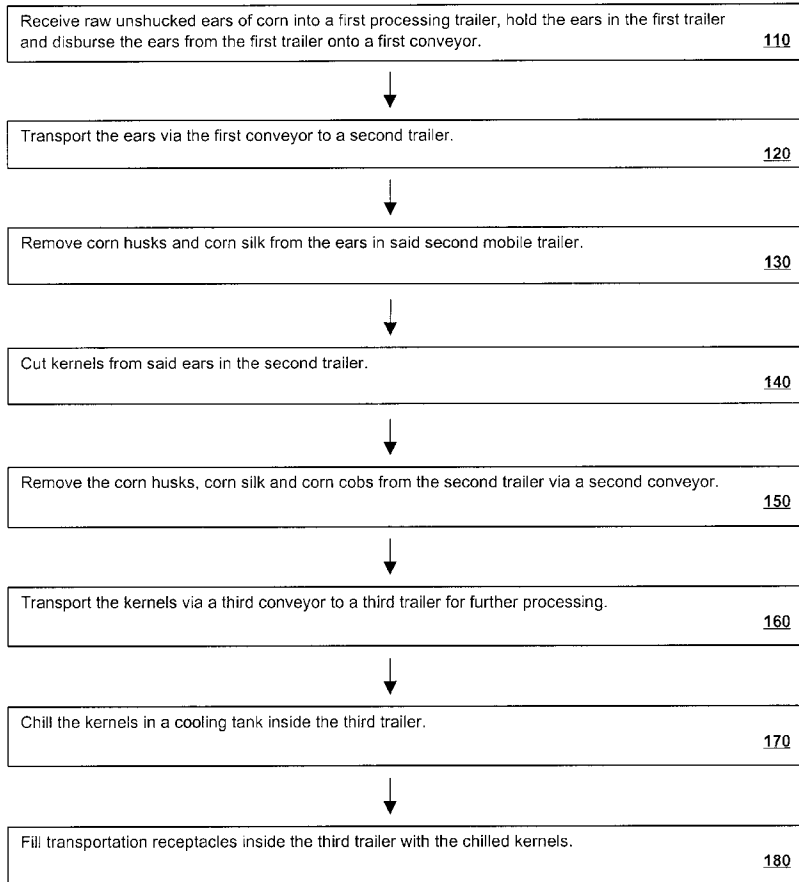 Receive raw unshucked ears of corn into a first processing trailer, hold the ears in the first trailer
and disburse the ears from the first trailer onto a first conveyor.
110
Transport the ears via the first conveyor to a second trailer.
120
Remove corn husks and corn silk from the ears in said second mobile trailer.
130
Cut kernels from said ears in the second trailer.
140
Remove the corn husks, corn silk and corn cobs from the second trailer via a second conveyor.
150
Transport the kernels via a third conveyor to a third trailer for further processing.
160
Chill the kernels in a cooling tank inside the third trailer.
170
Fill transportation receptacles inside the third trailer with the chilled kernels.
180